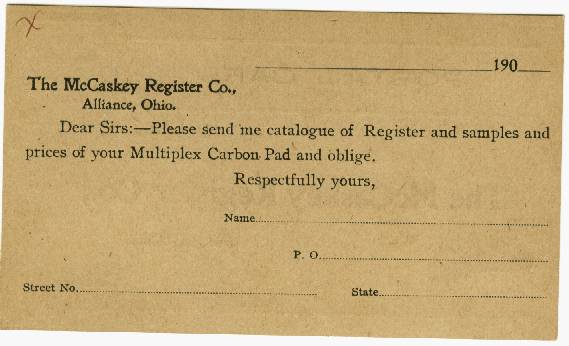 190
The McCaskey Register Co.,
Alliance, Ohio.
Dear Sirs:—Please send me catalogue of Register and samples and
prices of your Multiplex Carbon Pad and oblige.
Respectfully yours,
Name
P. O.
Street No. State